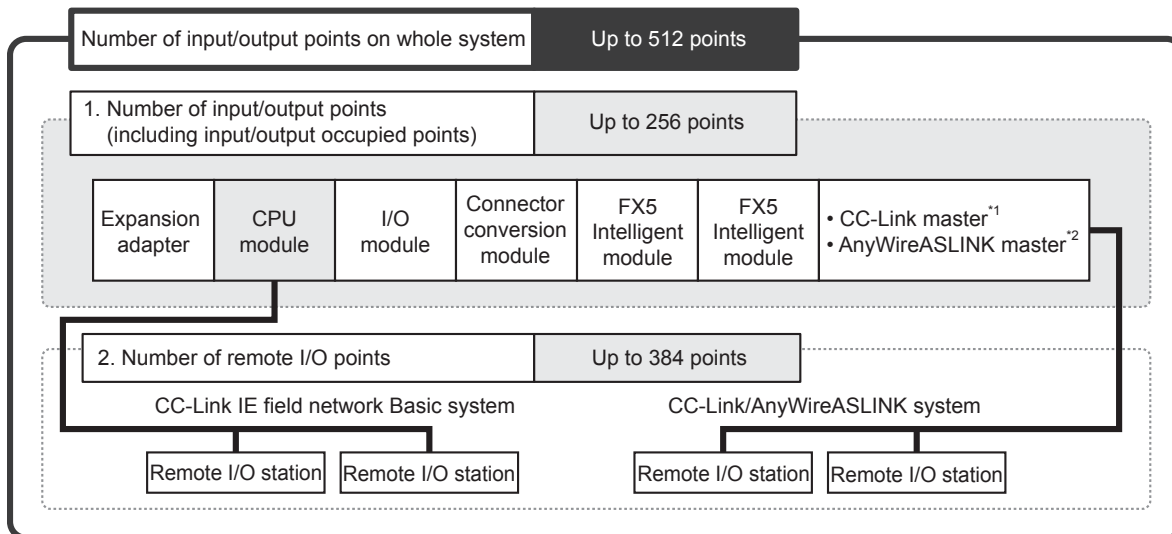 Number of input/output points on whole system
Up to 512 points
1. Number of input/output points
(including input/output occupied points)
Up to 256 points
Expansion
adapter
CPU
module
I/O
module
Connector
conversion
module
FX5
Intelligent
module
FX5
Intelligent
module
• CC-Link master*1
• AnyWireASLINK master*2
2. Number of remote I/O points
Up to 384 points
CC-Link IE field network Basic system
CC-Link/AnyWireASLINK system
Remote I/O station
Remote I/O station
Remote I/O station
Remote I/O station